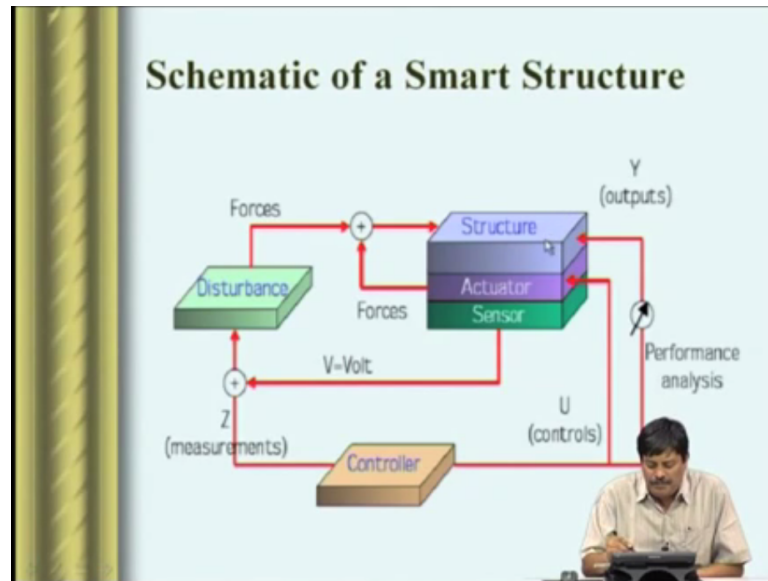 Schematic of a Smart Structure
Y
(outputs)
Forces
Structure
Disturbance
Actuator
Forces
Sensor
V=Volt
Performance
analysis
Z
(measurements)
U
(controls)
Controller